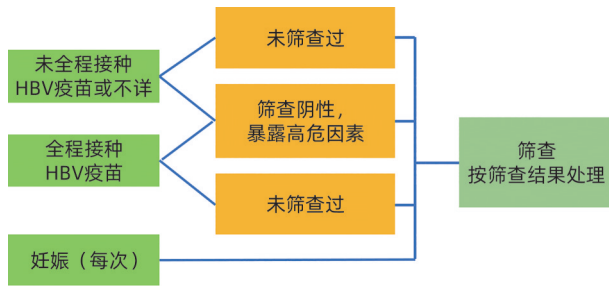 未筛查过
未全程接种
HBV疫苗或不详
筛查阴性，
暴露高危因素
全程接种
HBV疫苗
筛查
按筛查结果处理
未筛查过
妊娠（每次）